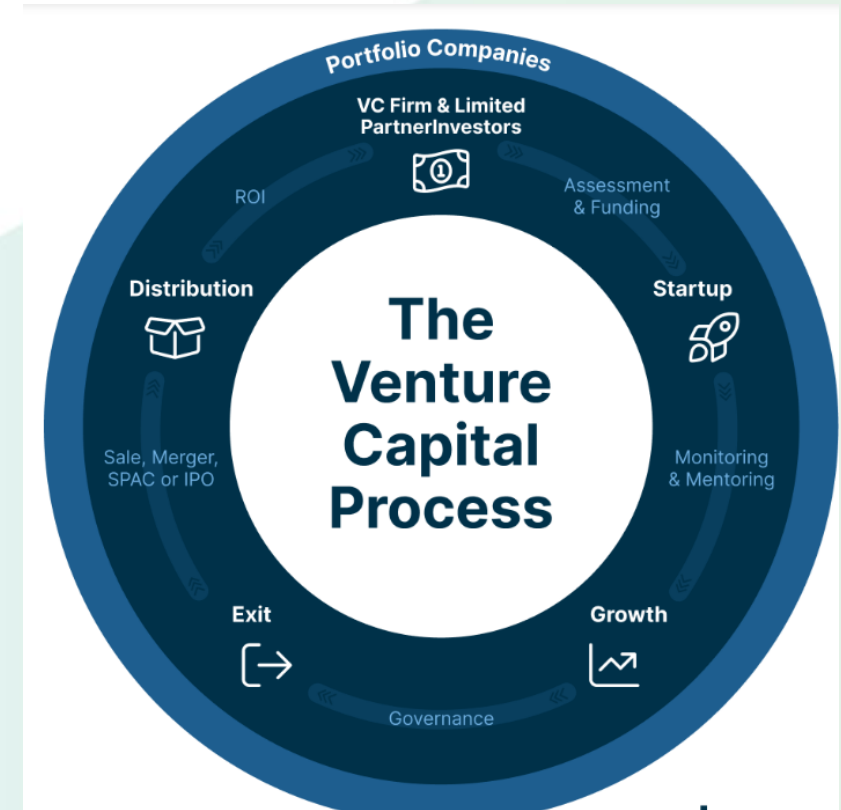 Portfolio Companies
VC Firm & Limited
PartnerInvestors
1
ROI
Assessment
& Funding
Distribution
Startup
The
Venture
Capital
Process
Sale, Merger,
SPAC or IPO
Monitoring
& Mentoring
Exit
Growth
Governance